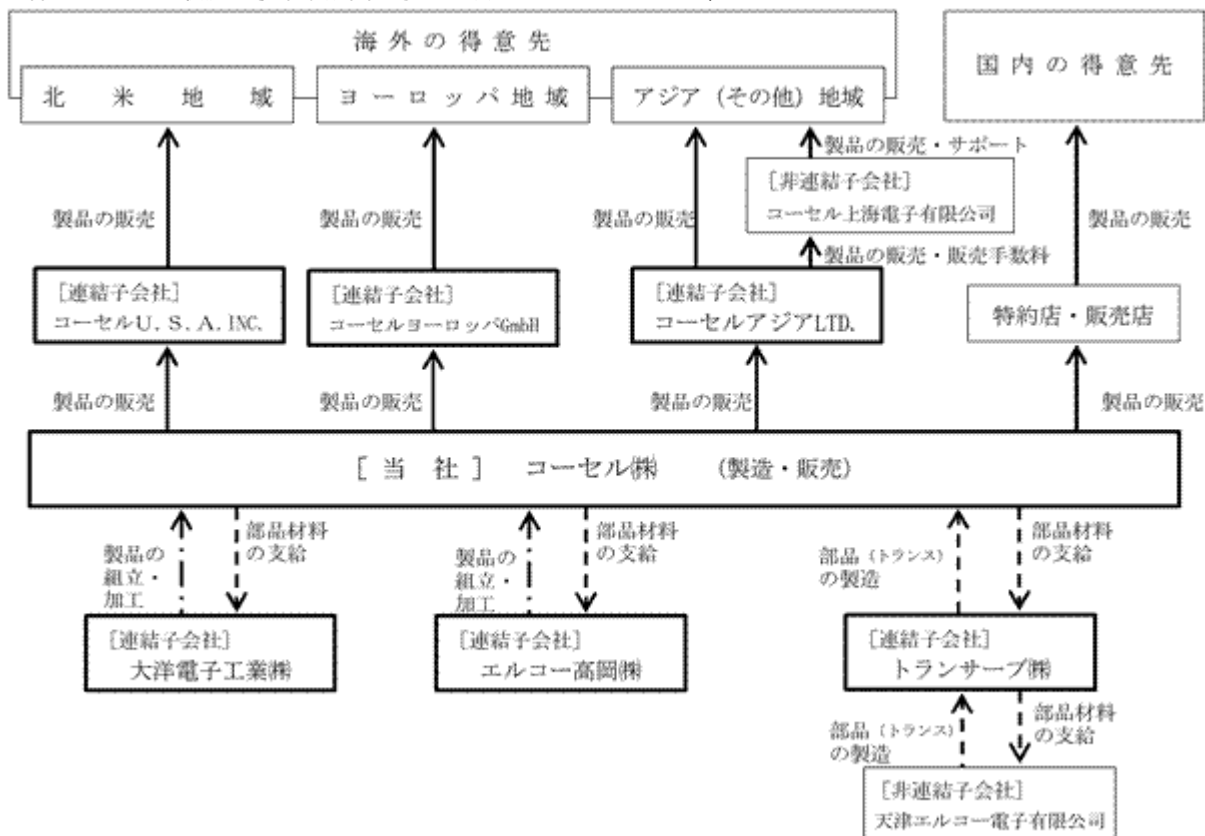 海外の得意先
国内の得意先
北米地域
ヨーロッパ地域
アジア（その他）地域
製品の販売・サポート
［非連結子会社］
コーセル上海電子有限公司
製品の販売
製品の販売
製品の販売
製品の販売
製品の販売・販売手数料
［連結子会社］
コーセルU.S.A.INC.
［連結子会社］
コーセルヨーロッパGmbH
［連結子会社］
コーセルアジアLTD.
特約店・販売店
製品の販売
製品の販売
製品の販売
製品の販売
［当社］ コーセル㈱ （製造・販売）
製品の
組立・
加工
部品材料
の支給
製品の
組立・
加工
部品材料
の支給
部品（トランス）
の製造
部品材料
の支給
［連結子会社］
大洋電子工業㈱
［連結子会社］
エルコー高岡㈱
［連結子会社］
トランサーブ㈱
部品（トランス）
の製造
部品材料
の支給
［非連結子会社］
天津エルコー電子有限公司